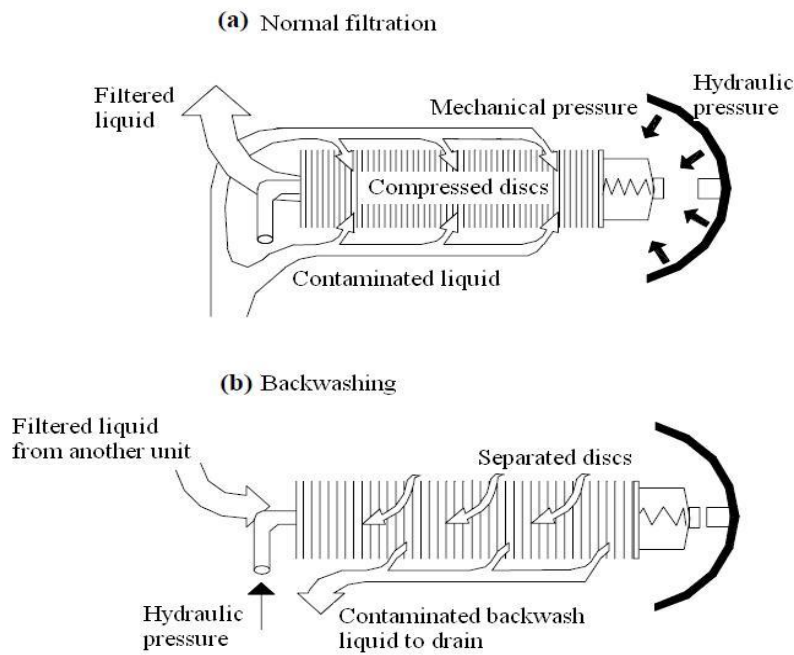 (a) Normal filtration
Filtered
liquid
Mechanical pressure
Hydraulic
pressure
Compressed discs
Contaminated liquid
(b) Backwashing
Filtered liquid
from another unit
Separated discs
Hydraulic
pressure
Contaminated backwash
liquid to drain